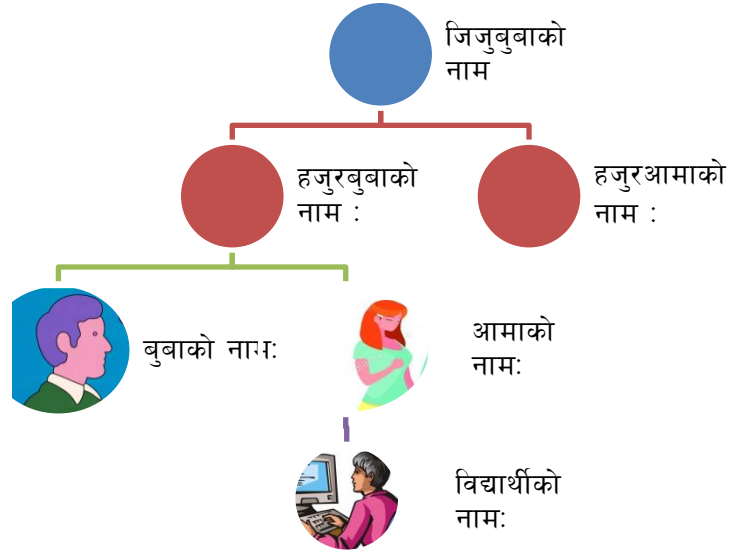 जिजुबुबाको
नाम
हजुरबुबाको
नाम :
हजुरआमाको
नाम :
बुबाको नाम:
आमाको
नाम:
विद्यार्थीको
नाम: